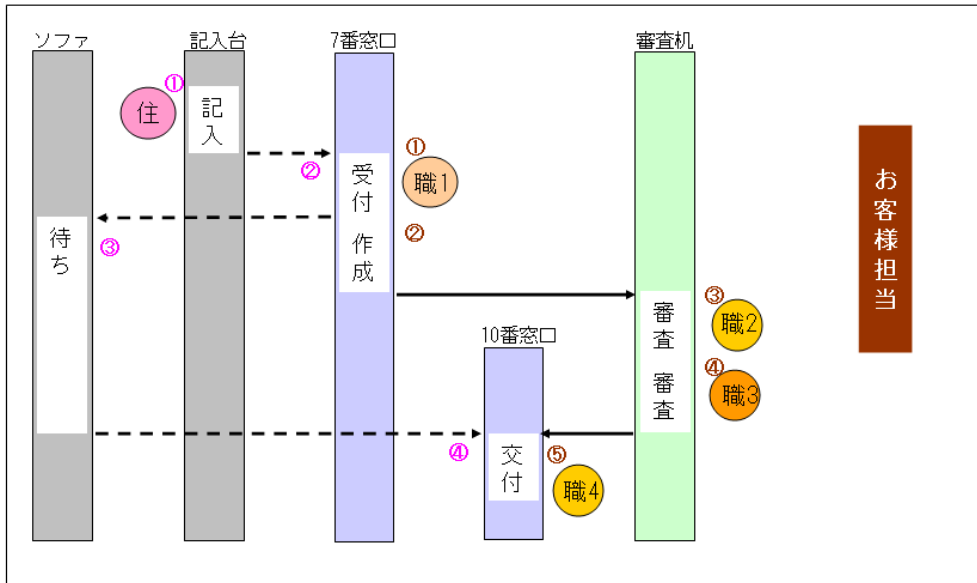 ソファ
記入台
7番窓口
審査机
①
住
記入
②
①
職1
受付 作成
②
③
待ち
お客様担当
③
職2
審査 審査
④
職3
10番窓口
④
⑤
交付
職4